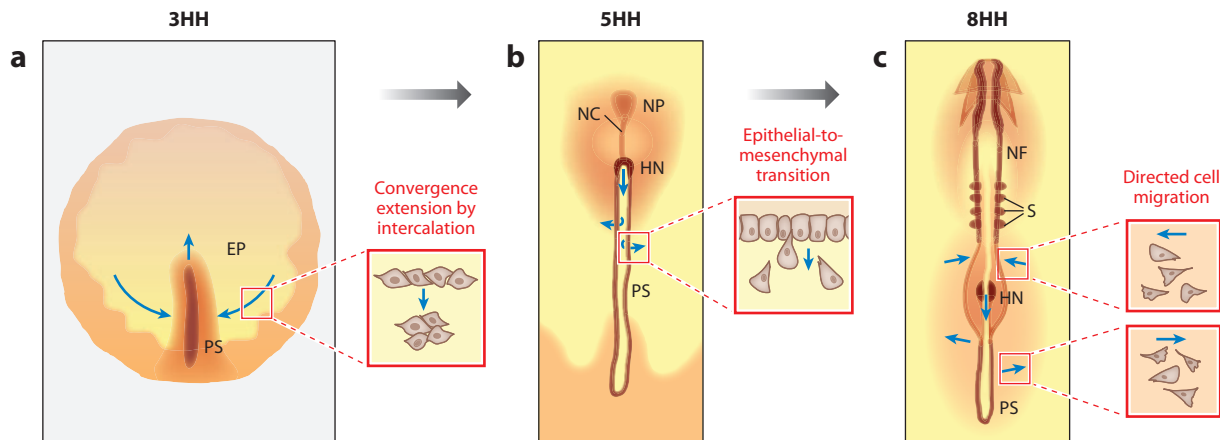 3HH
5HH
8HH
a
b
c
EP
PS
Convergence
extension by
intercalation
NC
NP
HN
PS
Epithelial-to-
mesenchymal
transition
NF
S
HN
PS
Directed cell
migration